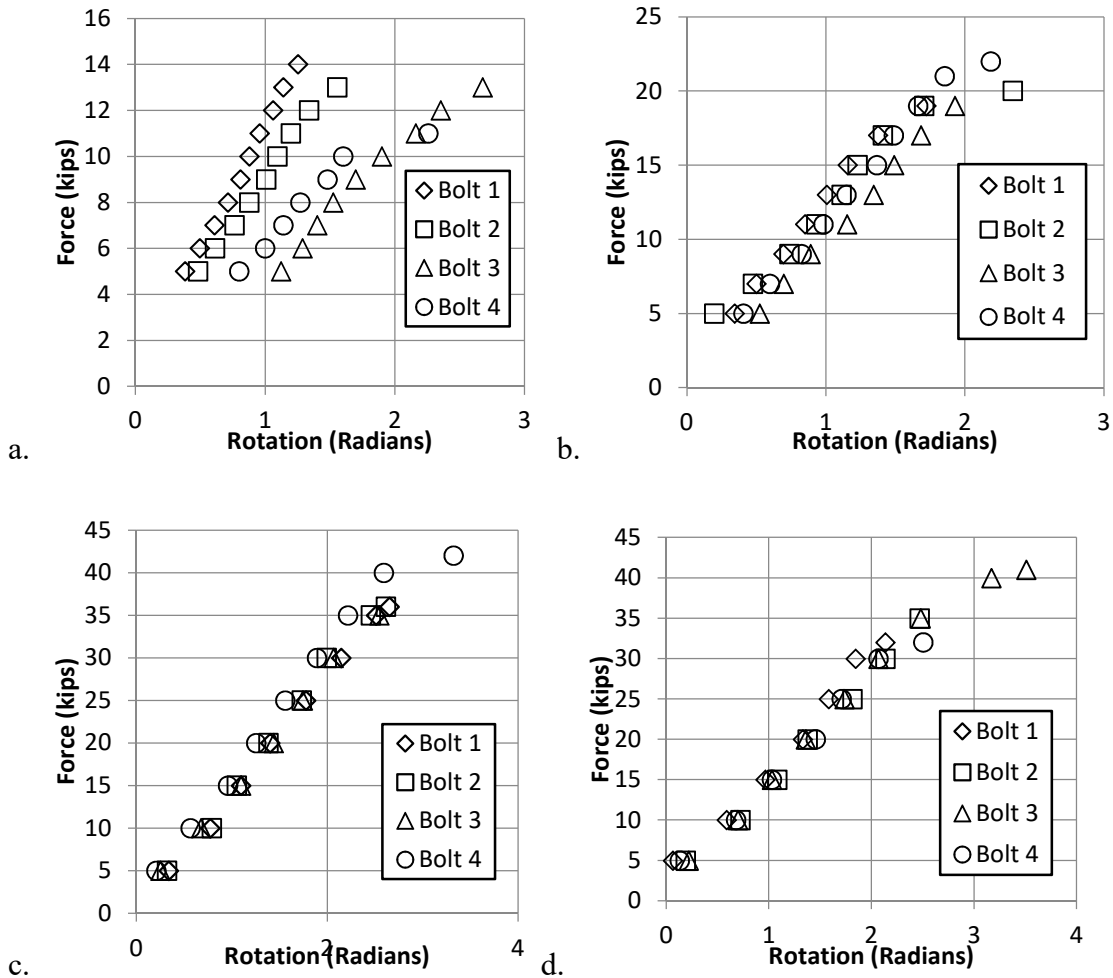 16
14
12
10
8
6
4
2
0
Force (kips)
0 1 2 3
Rotation (Radians)
Bolt 1
Bolt 2
Bolt 3
Bolt 4
a.
25
20
15
10
5
0
Force (kips)
0 1 2 3
Rotation (Radians)
Bolt 1
Bolt 2
Bolt 3
Bolt 4
b.
45
40
35
30
25
20
15
10
5
0
Force (kips)
0 2 4
Rotation (Radians)
Bolt 1
Bolt 2
Bolt 3
Bolt 4
c.
45
40
35
30
25
20
15
10
5
0
Force (kips)
0 1 2 3 4
Rotation (Radians)
Bolt 1
Bolt 2
Bolt 3
Bolt 4
d.